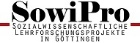 SowiPro
SOZIALWISSENSCHAFTLICHE
LEHRFORSCHUNGSPROJEKTE
IN GÖTTINGEN